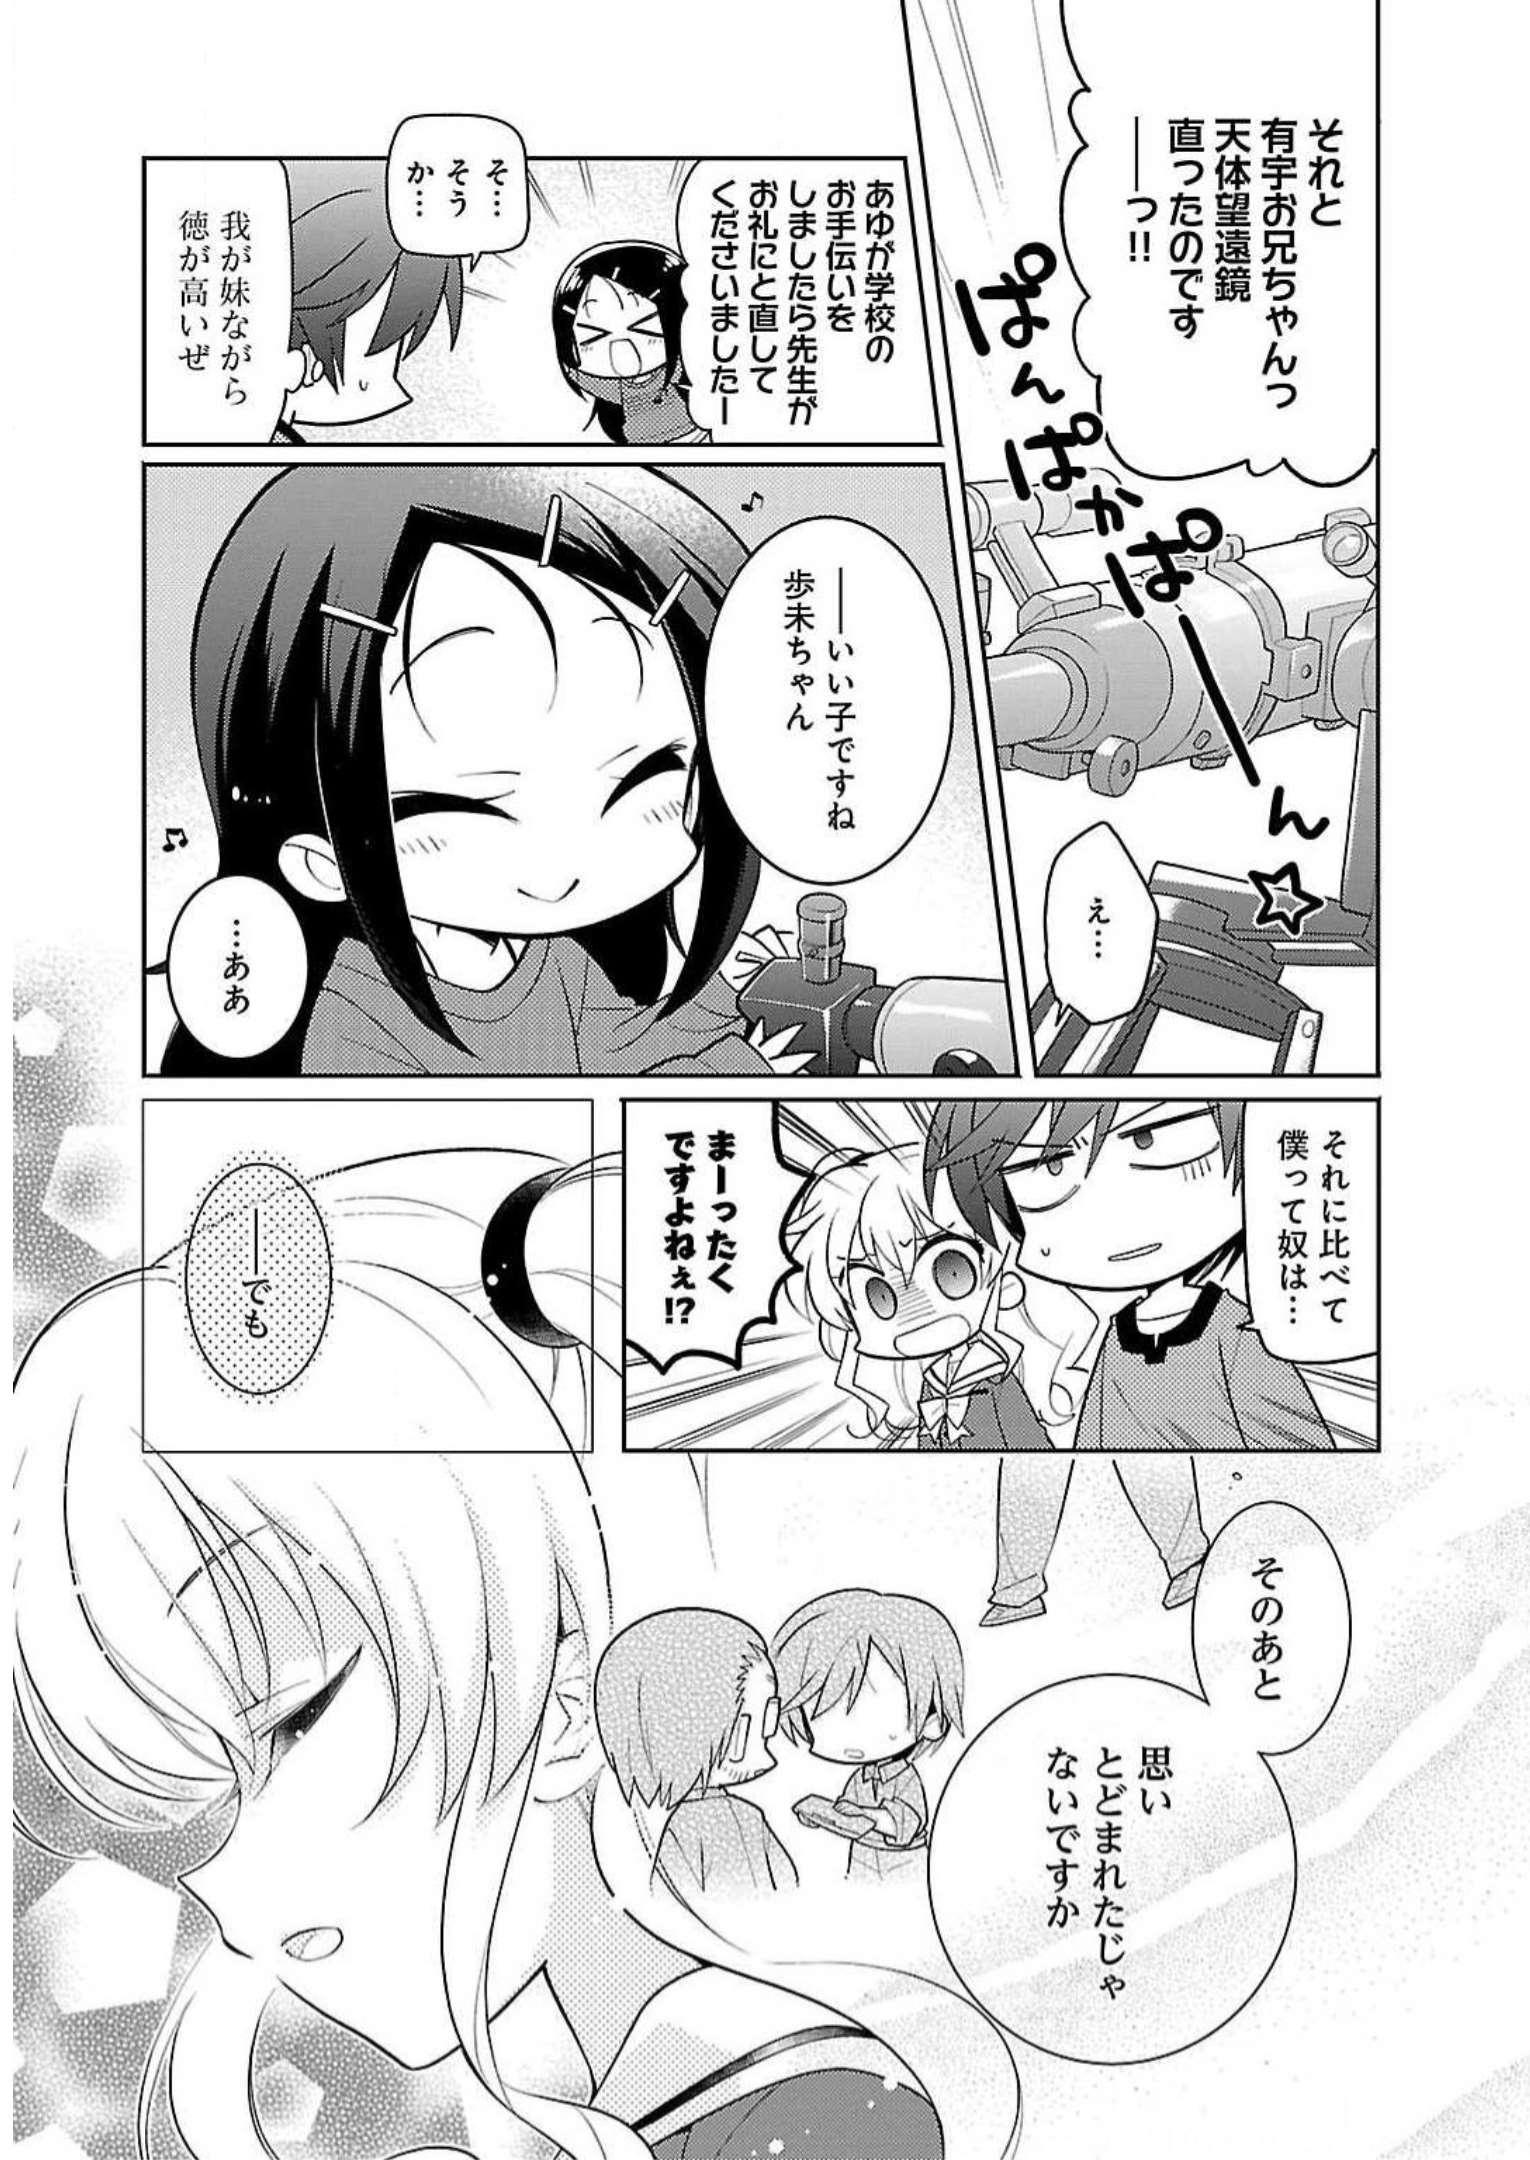 それと
有宇お兄ちゃんっ
天体望遠鏡
直ったのです
――っ!!
ぱんぱかぱーーん☆
え…
あゆが学校の
お手伝いを
しましたら先生が
お礼にと直して
くださいましたー
そ…
そう
か…
我が妹ながら
徳が高いぜ
――いい子ですね
歩未ちゃん
…ああ
それに比べて
僕って奴は…
まーったく
ですよねぇ!?
――でも
そのあと
思い
とどまれたじゃ
ないですか